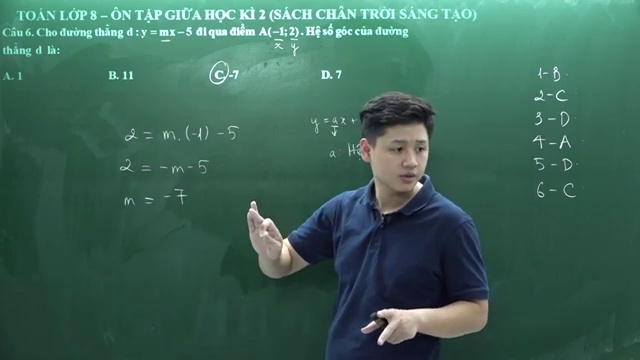 TOÁN LỚP 8 – ÔN TẬP GIỮA HỌC KÌ 2 (SÁCH CHÂN TRỜI SÁNG TẠO)
Câu 6. Cho đường thẳng d : y = mx – 5 đi qua điểm A(–1; 2) . Hệ số góc của đường
x y
thẳng d là:
A. 1 B. 11 C. -7 D. 7
2 = m.(-1) - 5
2 = -m - 5
m = -7
y = ax +
a:
1 - B
2 - C
3 - D
4 - A
5 - D
6 - C